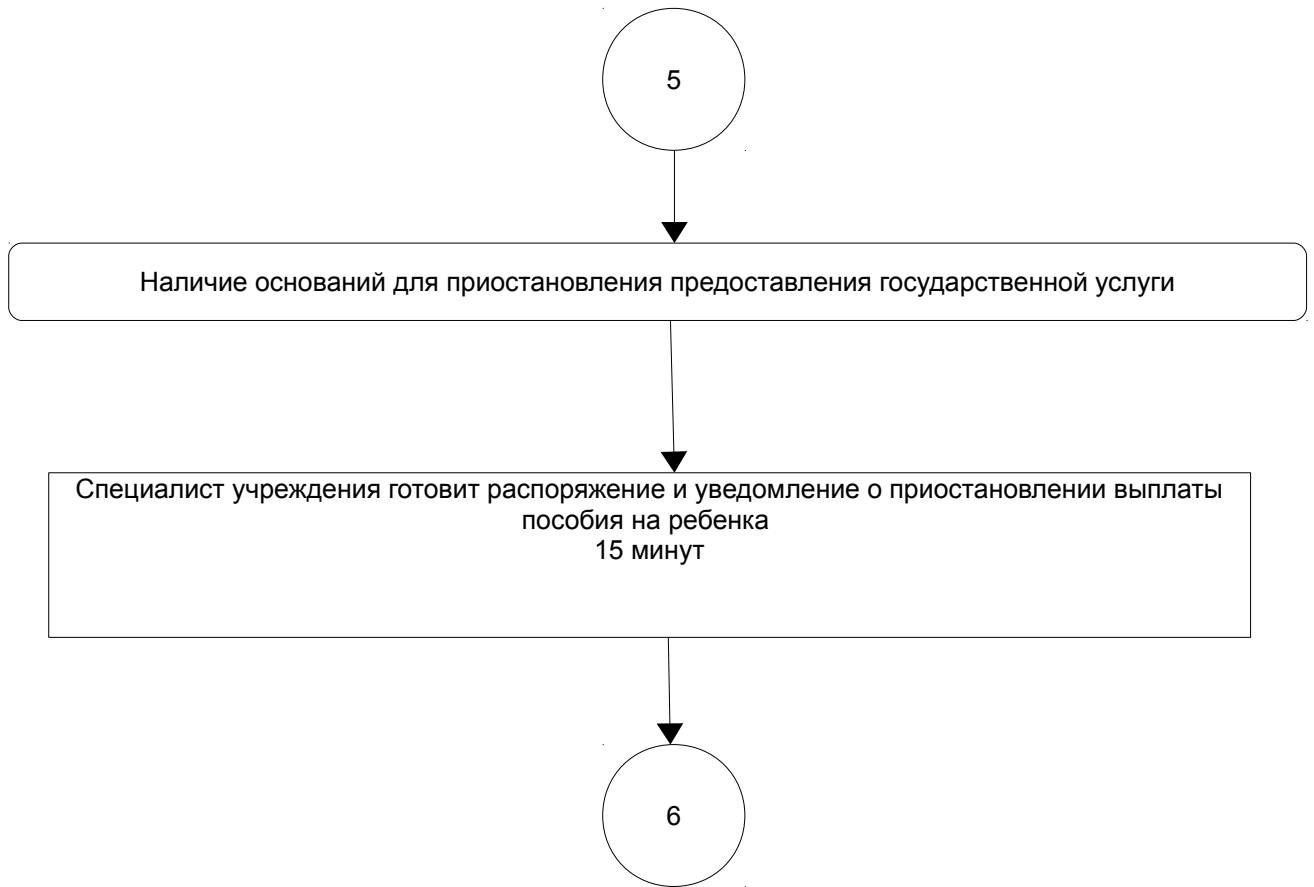 5
Наличие оснований для приостановления предоставления государственной услуги
Специалист учреждения готовит распоряжение и уведомление о приостановлении выплаты
пособия на ребенка
15 минут
6